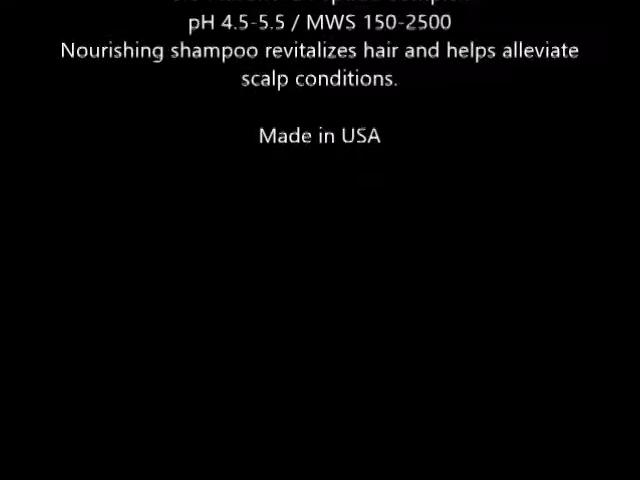 pH 4.5-5.5 / MWS 150-2500
Nourishing shampoo revitalizes hair and helps alleviate
scalp conditions.
Made in USA